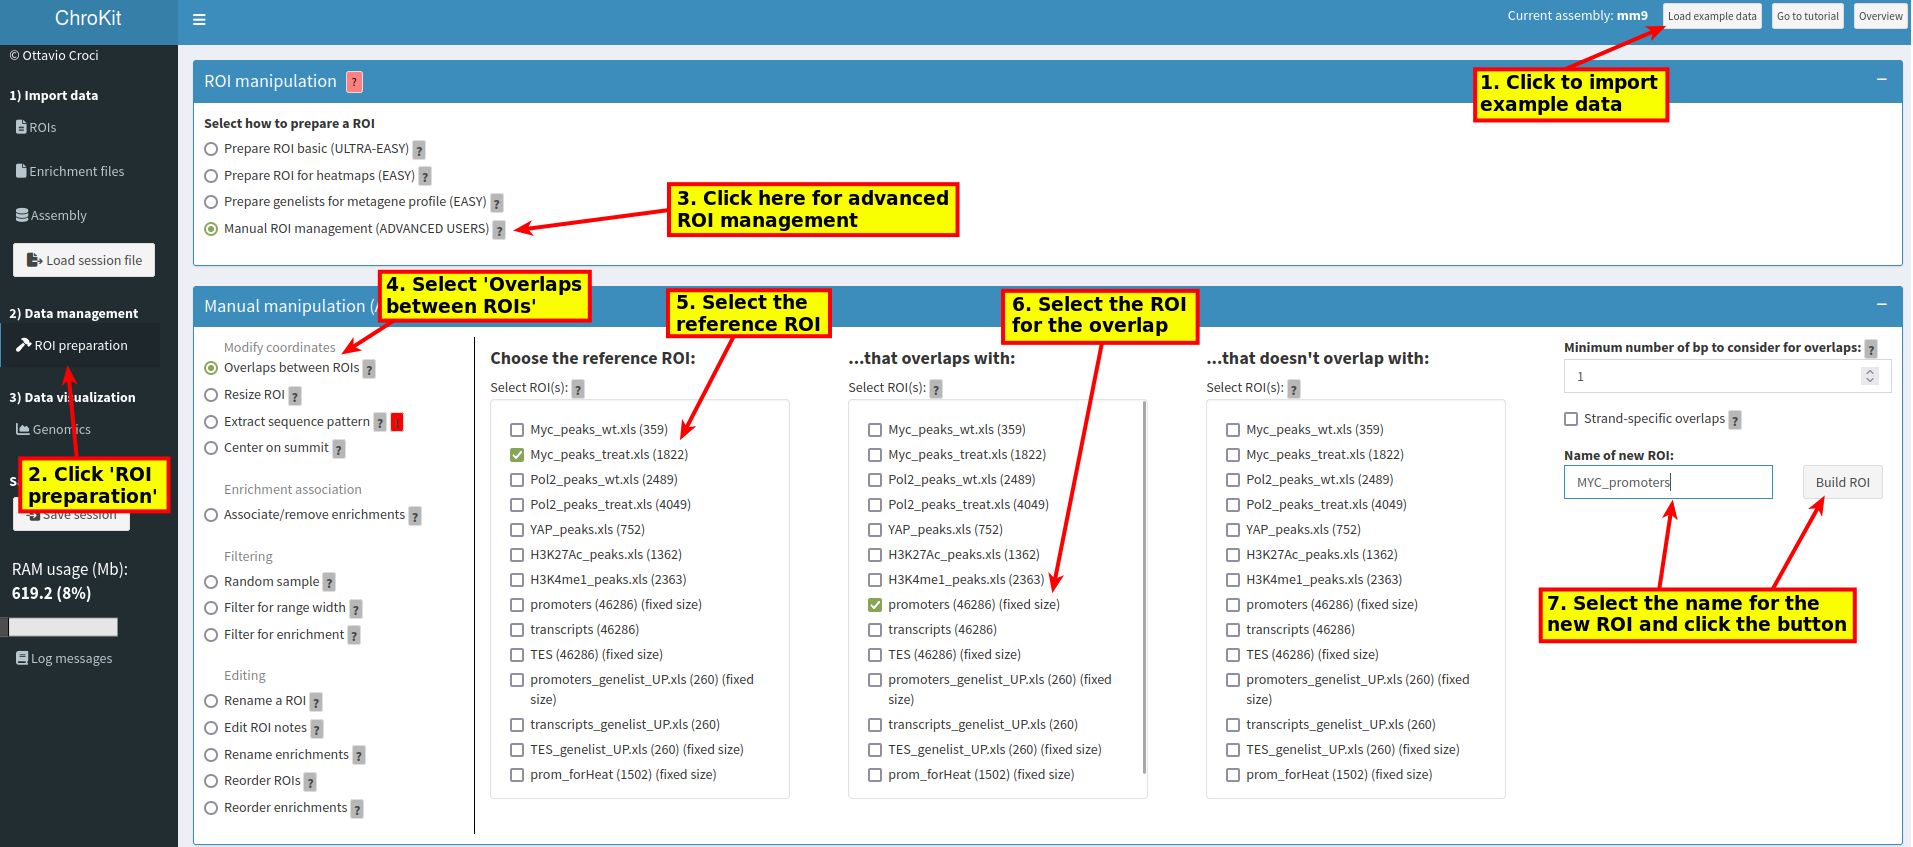 ChroKit
Current assembly: mm9
Load example data
Go to tutorial
Overview
© Ottavio Croci
1) Import data
ROIs
Enrichment files
Assembly
Load session file
2) Data management
ROI preparation
3) Data visualization
Genomics
S
Save session
RAM usage (Mb):
619.2 (8%)
Log messages
1. Click to import
example data
2. Click 'ROI
preparation'
ROI manipulation ?
Select how to prepare a ROI
Prepare ROI basic (ULTRA-EASY) ?
Prepare ROI for heatmaps (EASY) ?
Prepare genelists for metagene profile (EASY) ?
Manual ROI management (ADVANCED USERS) ?
3. Click here for advanced
ROI management
Manual manipulation (
4. Select 'Overlaps
between ROIs'
5. Select the
reference ROI
6. Select the ROI
for the overlap
Modify coordinates
Overlaps between ROIs ?
Resize ROI ?
Extract sequence pattern ?
Center on summit ?
Enrichment association
Associate/remove enrichments ?
Filtering
Random sample ?
Filter for range width ?
Filter for enrichment ?
Editing
Rename a ROI ?
Edit ROI notes ?
Rename enrichments ?
Reorder ROIs ?
Reorder enrichments ?
Choose the reference ROI:
Select ROI(s): ?
Myc_peaks_wt.xls (359)
Myc_peaks_treat.xls (1822)
Pol2_peaks_wt.xls (2489)
Pol2_peaks_treat.xls (4049)
YAP_peaks.xls (752)
H3K27Ac_peaks.xls (1362)
H3K4me1_peaks.xls (2363)
promoters (46286) (fixed size)
transcripts (46286)
TES (46286) (fixed size)
promoters_genelist_UP.xls (260) (fixed
size)
transcripts_genelist_UP.xls (260)
TES_genelist_UP.xls (260) (fixed size)
prom_forHeat (1502) (fixed size)
...that overlaps with:
Select ROI(s): ?
Myc_peaks_wt.xls (359)
Myc_peaks_treat.xls (1822)
Pol2_peaks_wt.xls (2489)
Pol2_peaks_treat.xls (4049)
YAP_peaks.xls (752)
H3K27Ac_peaks.xls (1362)
H3K4me1_peaks.xls (2363)
promoters (46286) (fixed size)
transcripts (46286)
TES (46286) (fixed size)
promoters_genelist_UP.xls (260) (fixed
size)
transcripts_genelist_UP.xls (260)
TES_genelist_UP.xls (260) (fixed size)
prom_forHeat (1502) (fixed size)
...that doesn't overlap with:
Select ROI(s): ?
Myc_peaks_wt.xls (359)
Myc_peaks_treat.xls (1822)
Pol2_peaks_wt.xls (2489)
Pol2_peaks_treat.xls (4049)
YAP_peaks.xls (752)
H3K27Ac_peaks.xls (1362)
H3K4me1_peaks.xls (2363)
promoters (46286) (fixed size)
transcripts (46286)
TES (46286) (fixed size)
promoters_genelist_UP.xls (260) (fixed
size)
transcripts_genelist_UP.xls (260)
TES_genelist_UP.xls (260) (fixed size)
prom_forHeat (1502) (fixed size)
Minimum number of bp to consider for overlaps: ?
1
Strand-specific overlaps ?
Name of new ROI:
MYC_promoters
Build ROI
7. Select the name for the
new ROI and click the button